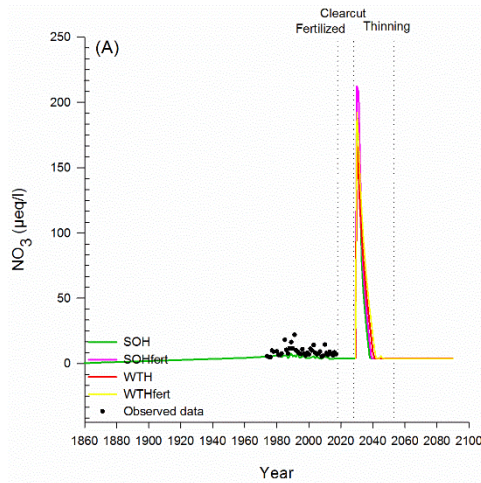 Clearcut
Fertilized Thinning
(A)
250
200
150
100
50
0
NO3 (µeq/l)
SOH
SOHfert
WTH
WTHfert
Observed data
1860 1880 1900 1920 1940 1960 1980 2000 2020 2040 2060 2080 2100
Year